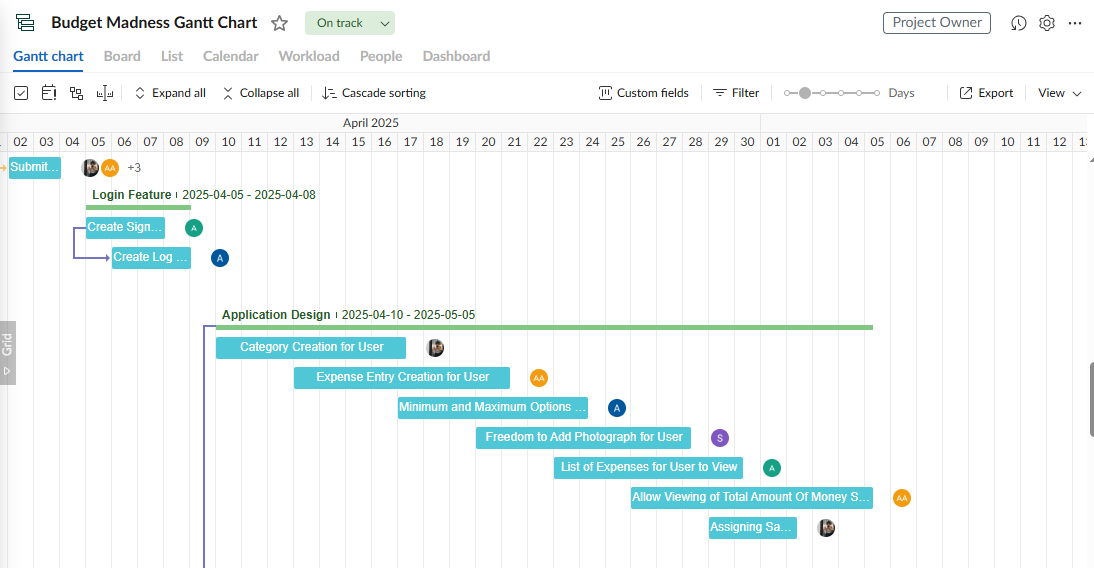 Budget Madness Gantt Chart On track Project Owner
Gantt chart Board List Calendar Workload People Dashboard
Expand all Collapse all Cascade sorting Custom fields Filter Days Export View
April 2025
02 03 04 05 06 07 08 09 10 11 12 13 14 15 16 17 18 19 20 21 22 23 24 25 26 27 28 29 30 01 02 03 04 05 06 07 08 09 10 11 12
Submit... AA +3
Login Feature 2025-04-05 - 2025-04-08
Create Sign... A
Create Log ... A
Application Design 2025-04-10 - 2025-05-05
Grid
Category Creation for User
Expense Entry Creation for User AA
Minimum and Maximum Options ... A
Freedom to Add Photograph for User S
List of Expenses for User to View A
Allow Viewing of Total Amount Of Money S... AA
Assigning Sa...